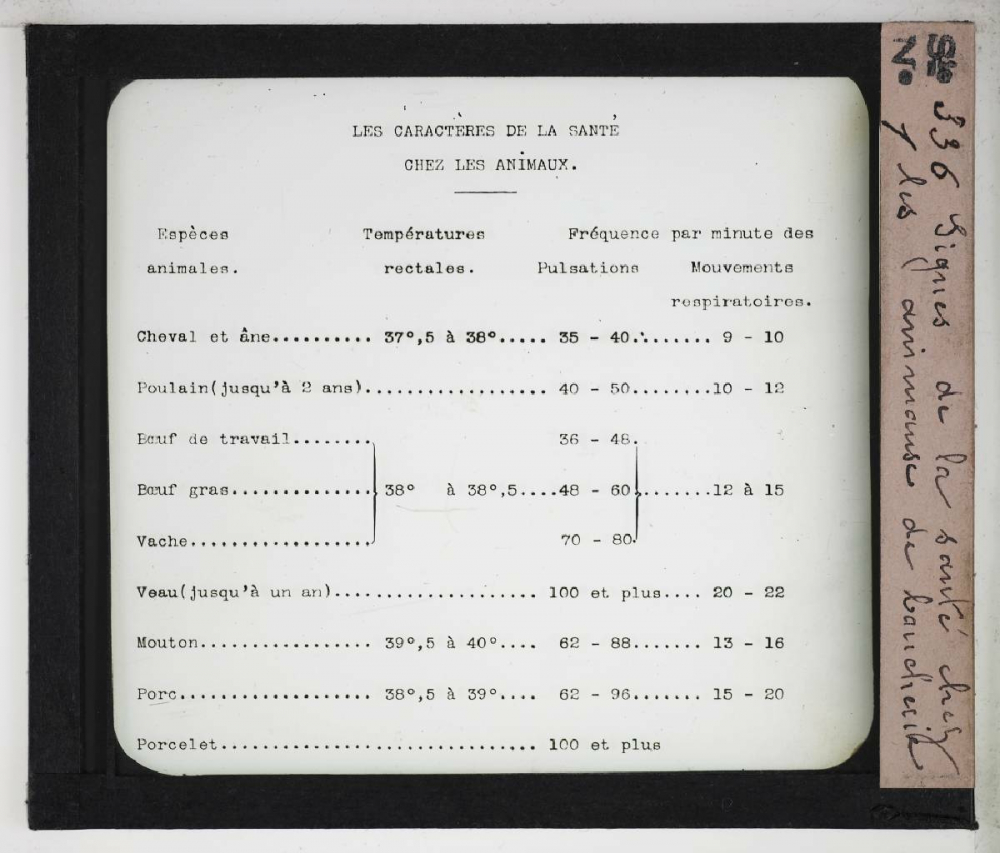 LES CARACTÈRES DE LA SANTÉ
CHEZ LES ANIMAUX.
Espèces Températures Fréquence par minute des
animales. rectales. Pulsations Mouvements
respiratoires.
Cheval et âne.......... 37°,5 à 38°..... 35 - 40......... 9 - 10
Poulain(jusqu'à 2 ans).................. 40 - 50........10 - 12
Bœuf de travail........ 36 - 48.
Bœuf gras.............. 38° à 38°,5....48 - 60........12 à 15
Vache.................. 70 - 80.
Veau(jusqu'à un an).................... 100 et plus.... 20 - 22
Mouton................. 39°,5 à 40°.... 62 - 88....... 13 - 16
Porc................... 38°,5 à 39°.... 62 - 96....... 15 - 20
Porcelet............................... 100 et plus
336 Signes de la santé chez
No les animaux de